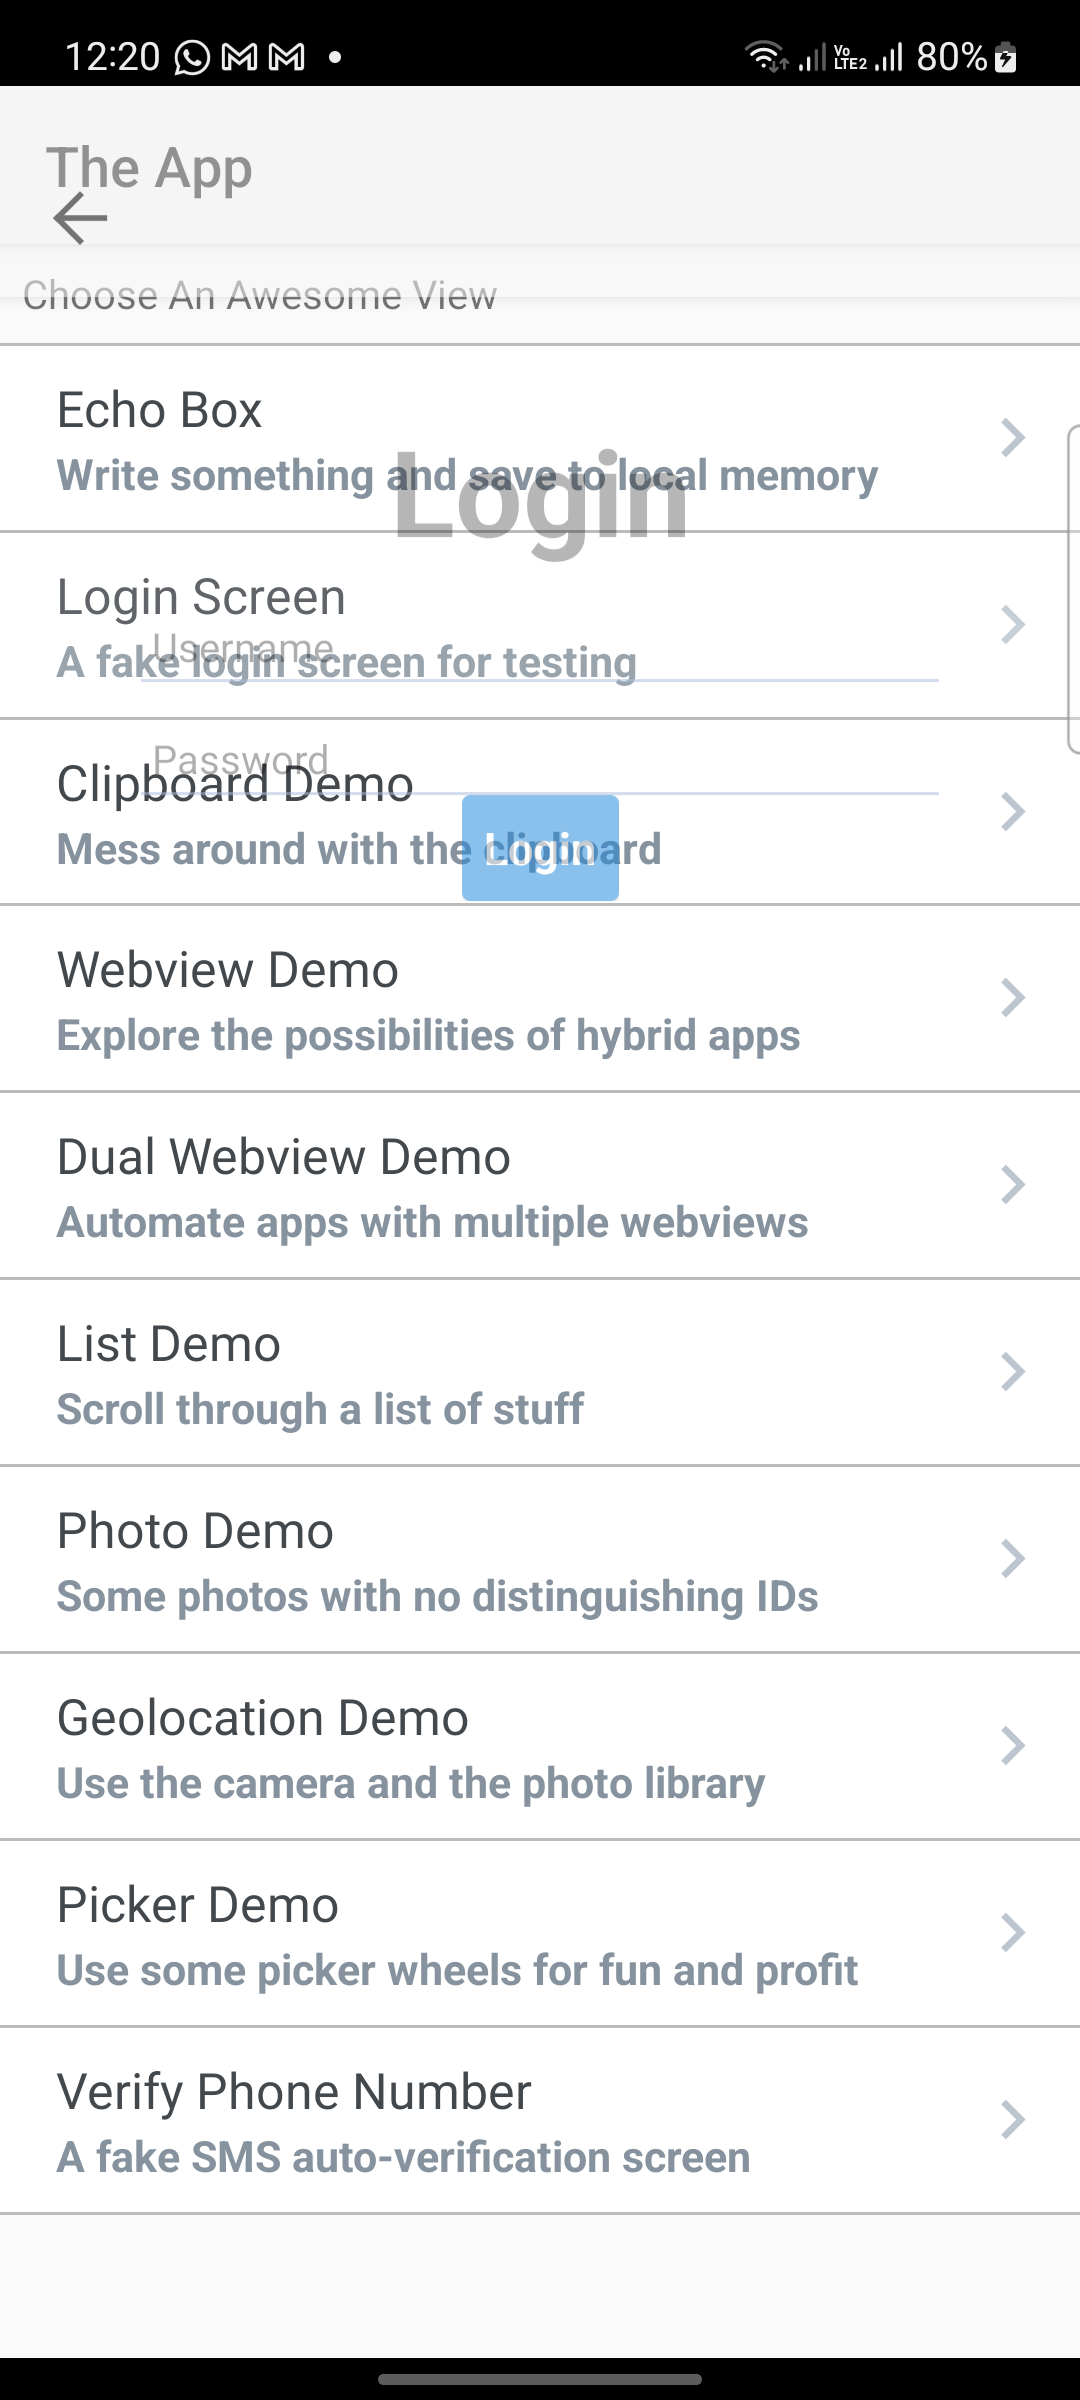 12:20
Vo LTE2 80%
The App
Choose An Awesome View
Echo Box
Write something and save to local memory
Login
Login Screen
Username
A fake login screen for testing
Password
Clipboard Demo
Mess around with the clipboard
Login
Webview Demo
Explore the possibilities of hybrid apps
Dual Webview Demo
Automate apps with multiple webviews
List Demo
Scroll through a list of stuff
Photo Demo
Some photos with no distinguishing IDs
Geolocation Demo
Use the camera and the photo library
Picker Demo
Use some picker wheels for fun and profit
Verify Phone Number
A fake SMS auto-verification screen